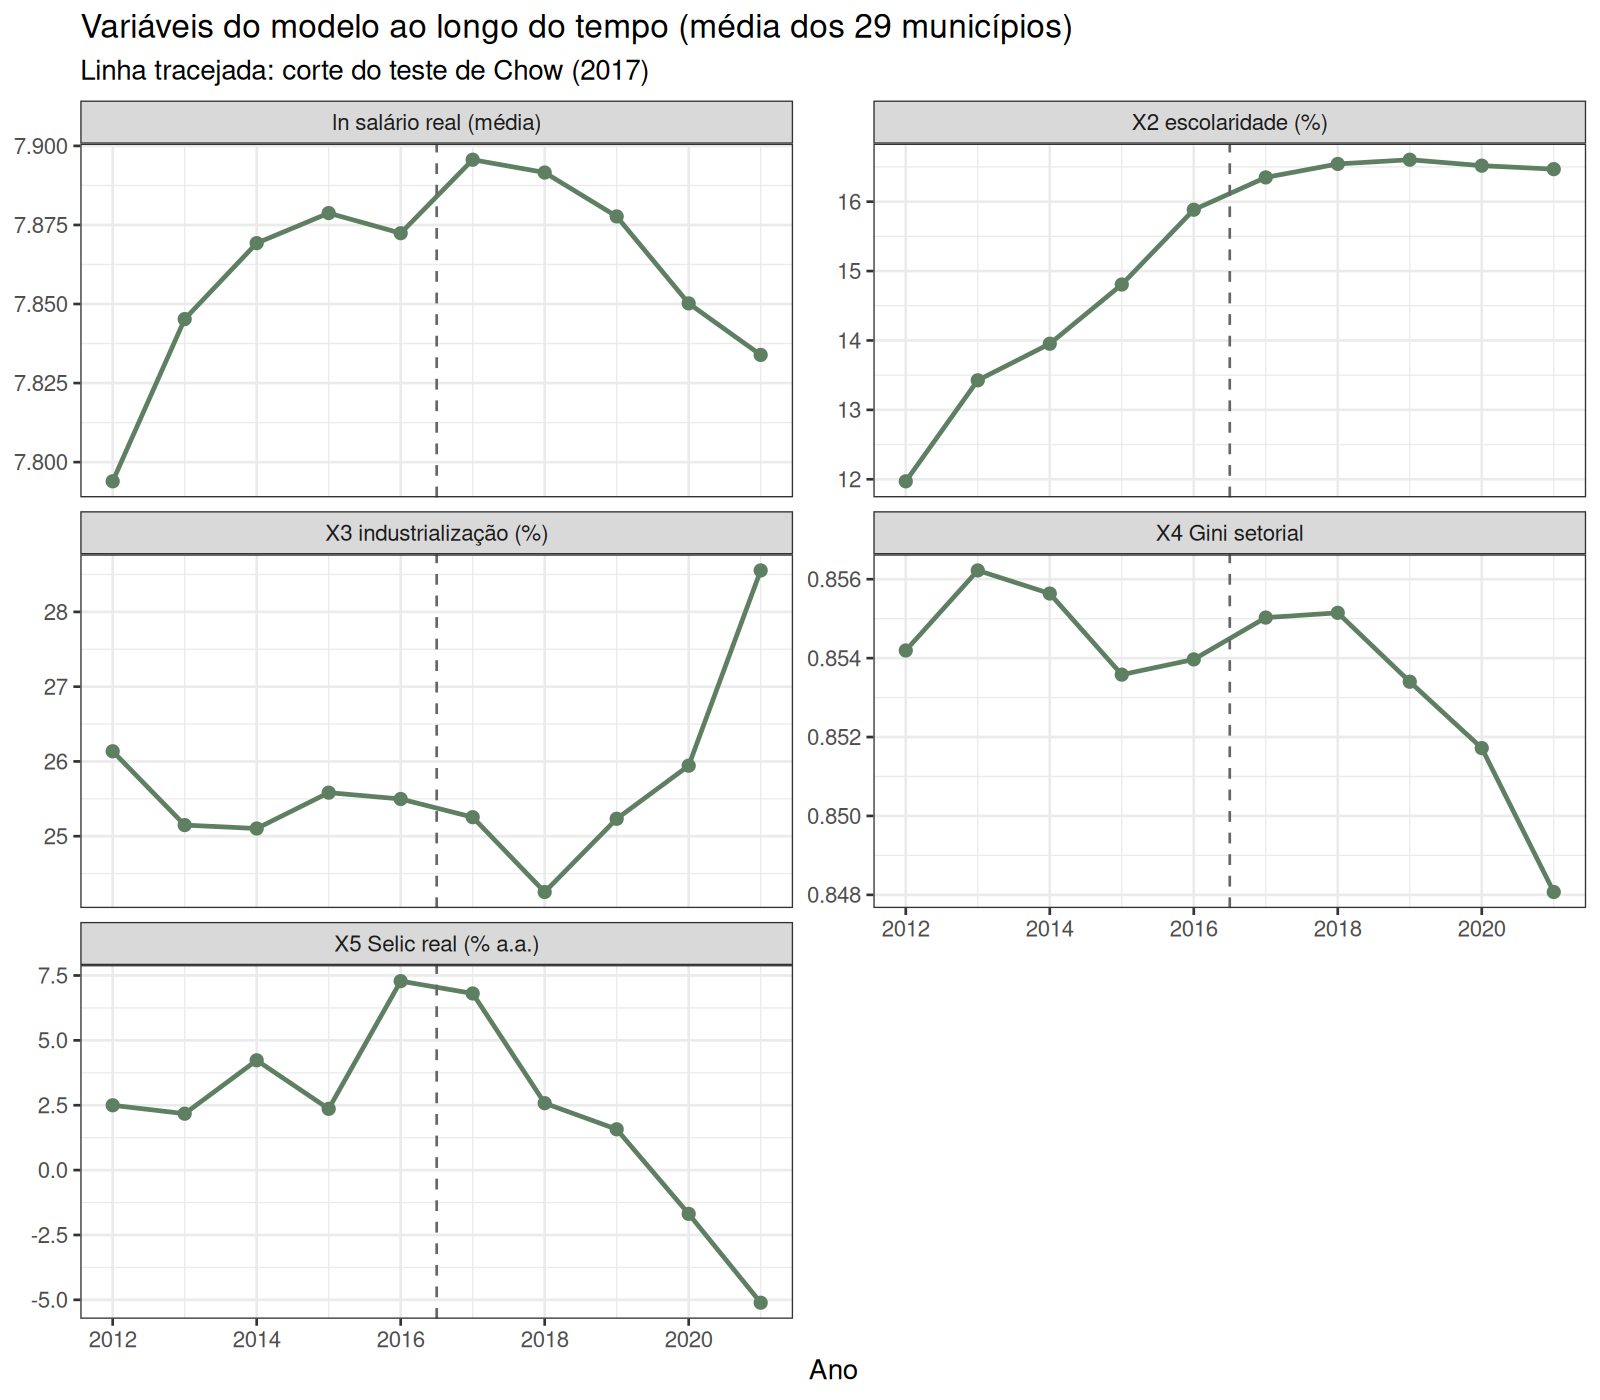 Variáveis do modelo ao longo do tempo (média dos 29 municípios)
Linha tracejada: corte do teste de Chow (2017)
ln salário real (média)
7.900
7.875
7.850
7.825
7.800
X2 escolaridade (%)
16
15
14
13
12
X3 industrialização (%)
28
27
26
25
X4 Gini setorial
0.856
0.854
0.852
0.850
0.848
2012 2014 2016 2018 2020
X5 Selic real (% a.a.)
7.5
5.0
2.5
0.0
-2.5
-5.0
2012 2014 2016 2018 2020
Ano